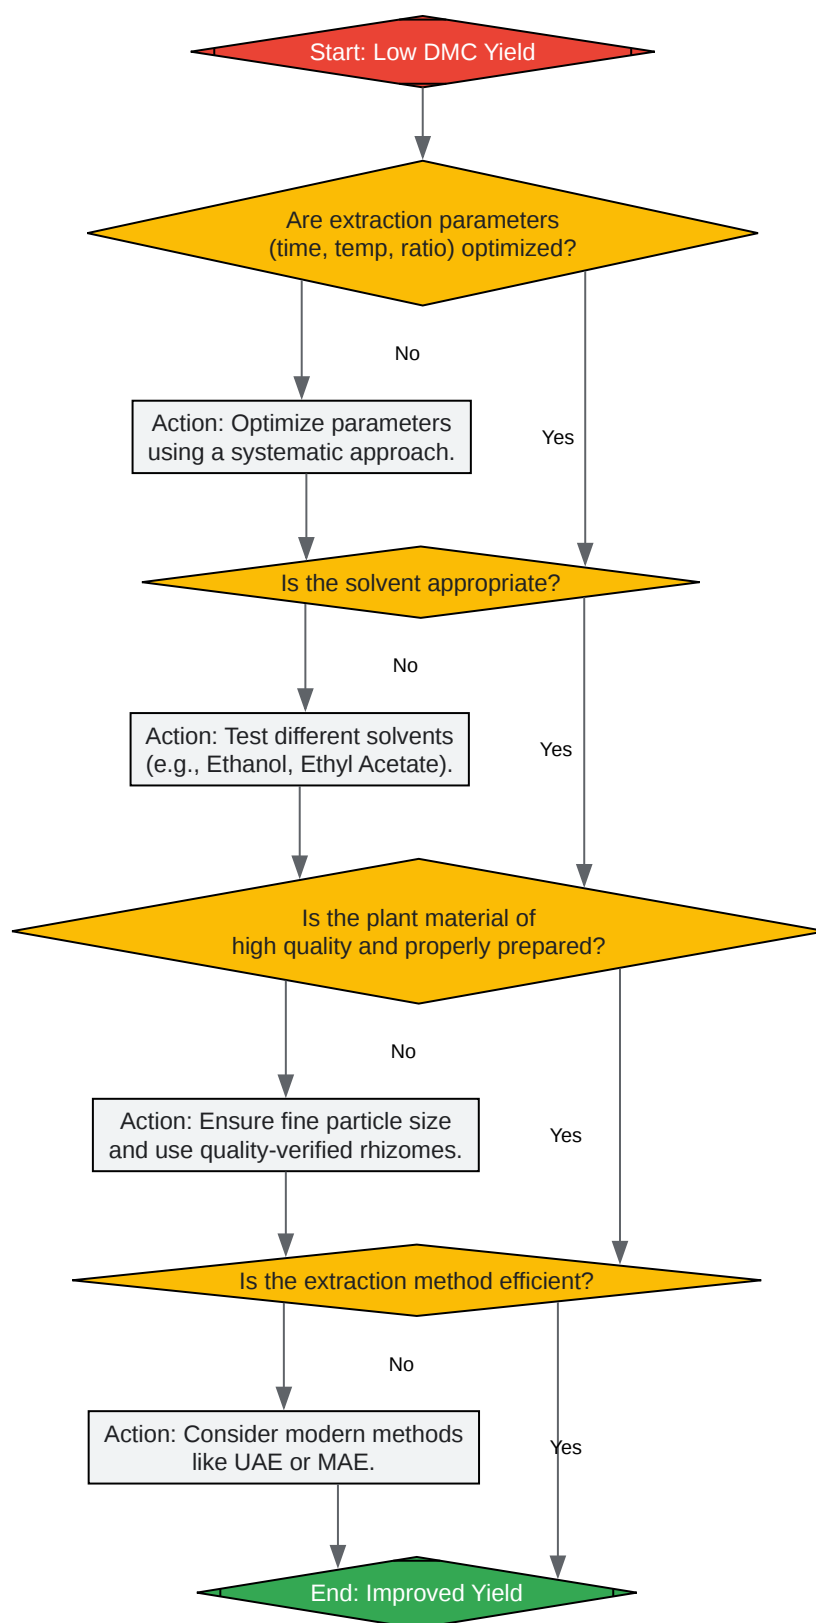 Start: Low DMC Yield
Are extraction parameters
(time, temp, ratio) optimized?
No
Action: Optimize parameters
using a systematic approach.
Yes
Is the solvent appropriate?
No
Action: Test different solvents
(e.g., Ethanol, Ethyl Acetate).
Yes
Is the plant material of
high quality and properly prepared?
No
Action: Ensure fine particle size
and use quality-verified rhizomes.
Yes
Is the extraction method efficient?
No
Action: Consider modern methods
like UAE or MAE.
Yes
End: Improved Yield